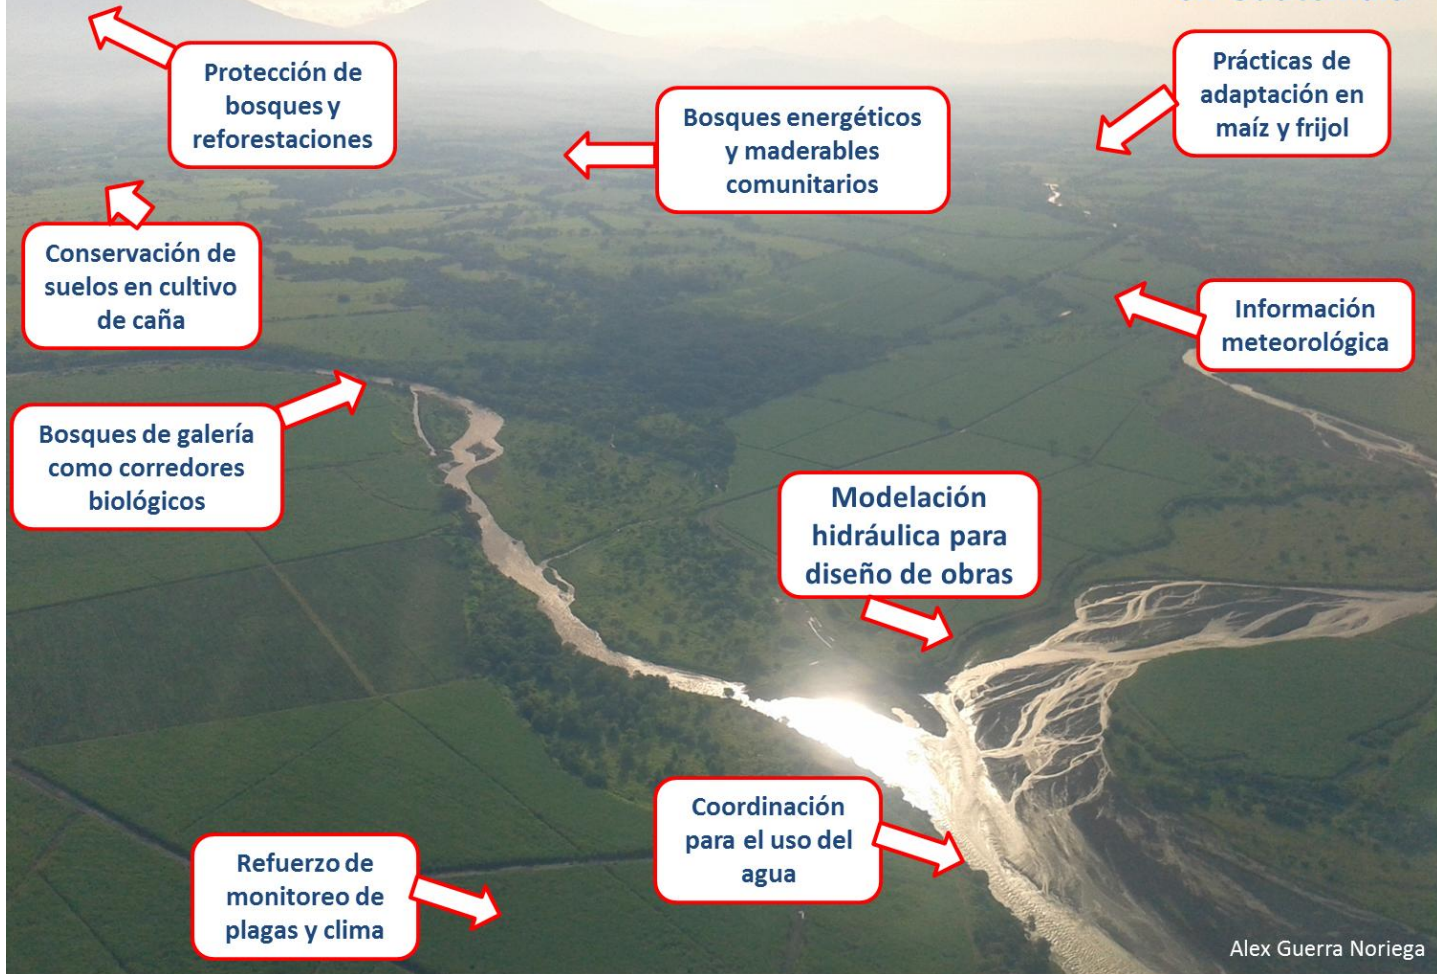 Protección de
bosques y
reforestaciones
Bosques energéticos
y maderables
comunitarios
Prácticas de
adaptación en
maíz y frijol
Conservación de
suelos en cultivo
de caña
Información
meteorológica
Bosques de galería
como corredores
biológicos
Modelación
hidráulica para
diseño de obras
Coordinación
para el uso del
agua
Refuerzo de
monitoreo de
plagas y clima
Alex Guerra Noriega